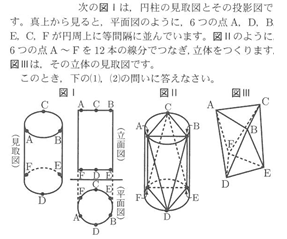 次の図Ⅰは，円柱の見取図とその投影図で
す。真上から見ると，平面図のように，6つの点A，D，B，
E，C，Fが円周上に等間隔に並んでいます。図Ⅱのように，
6つの点A～Fを12本の線分でつなぎ，立体をつくります。
図Ⅲは，その立体の見取図です。
このとき，下の(1)，(2)の問いに答えなさい。
図Ⅰ
図Ⅱ
図Ⅲ
C
A B
F E
D
(見取図)
A C B
F D E
(立面図)
C
F E
A B
D
(平面図)
C
A B
F E
D
A C
B
F
D E